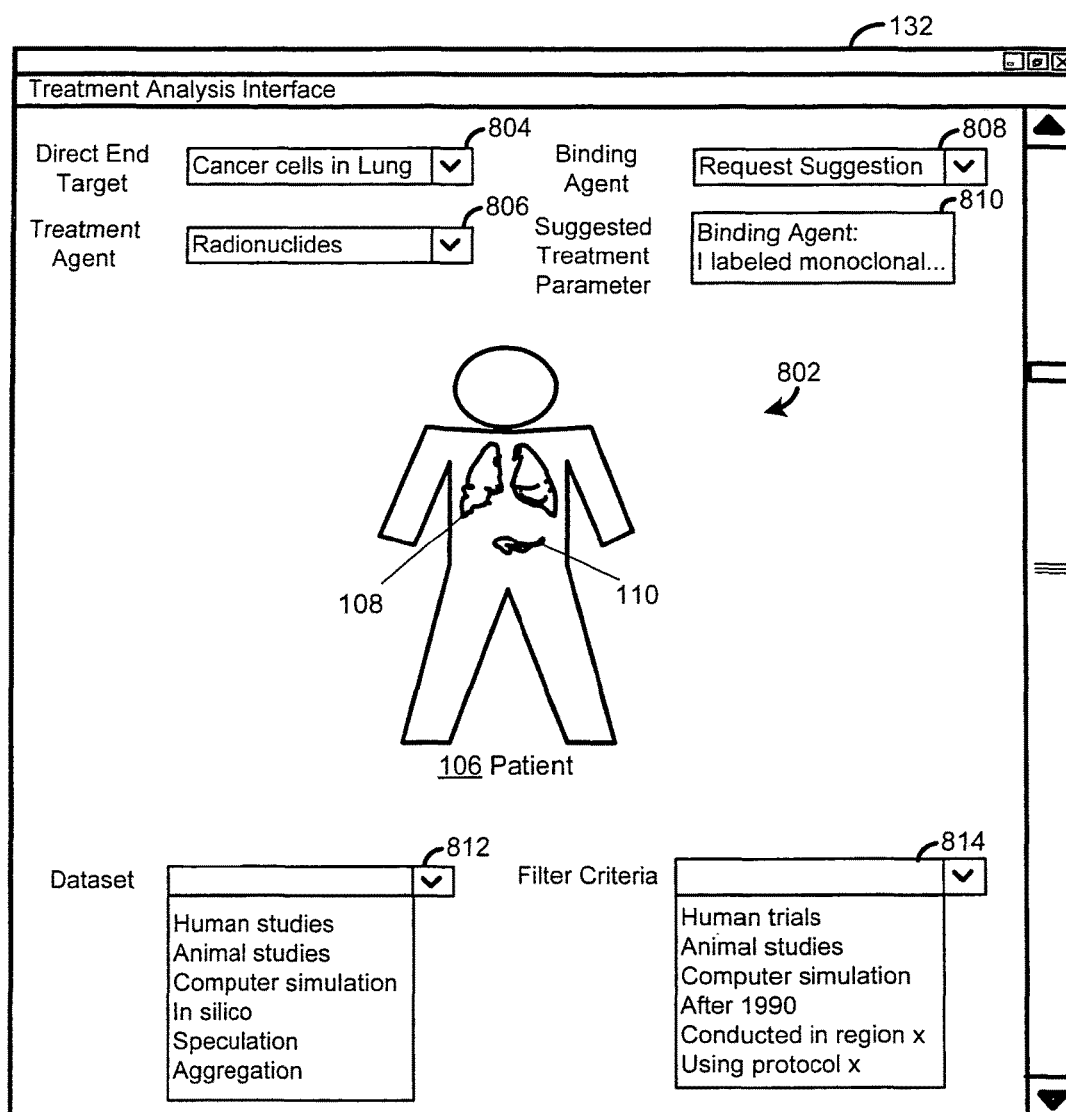 132
Treatment Analysis Interface
804
808
Direct End
Target
Cancer cells in Lung
Binding
Agent
Request Suggestion
806
810
Treatment
Agent
Radionuclides
Suggested
Treatment
Parameter
Binding Agent:
I labeled monoclonal...
802
108
110
106 Patient
812
814
Dataset
Filter Criteria
Human studies
Animal studies
Computer simulation
In silico
Speculation
Aggregation
Human trials
Animal studies
Computer simulation
After 1990
Conducted in region x
Using protocol x